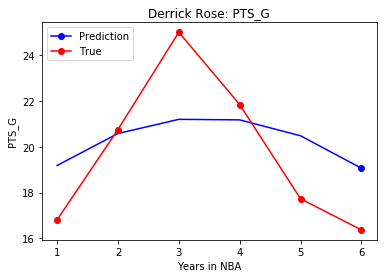 Derrick Rose: PTS_G
Prediction
True
24
22
20
18
16
PTS_G
1 2 3 4 5 6
Years in NBA